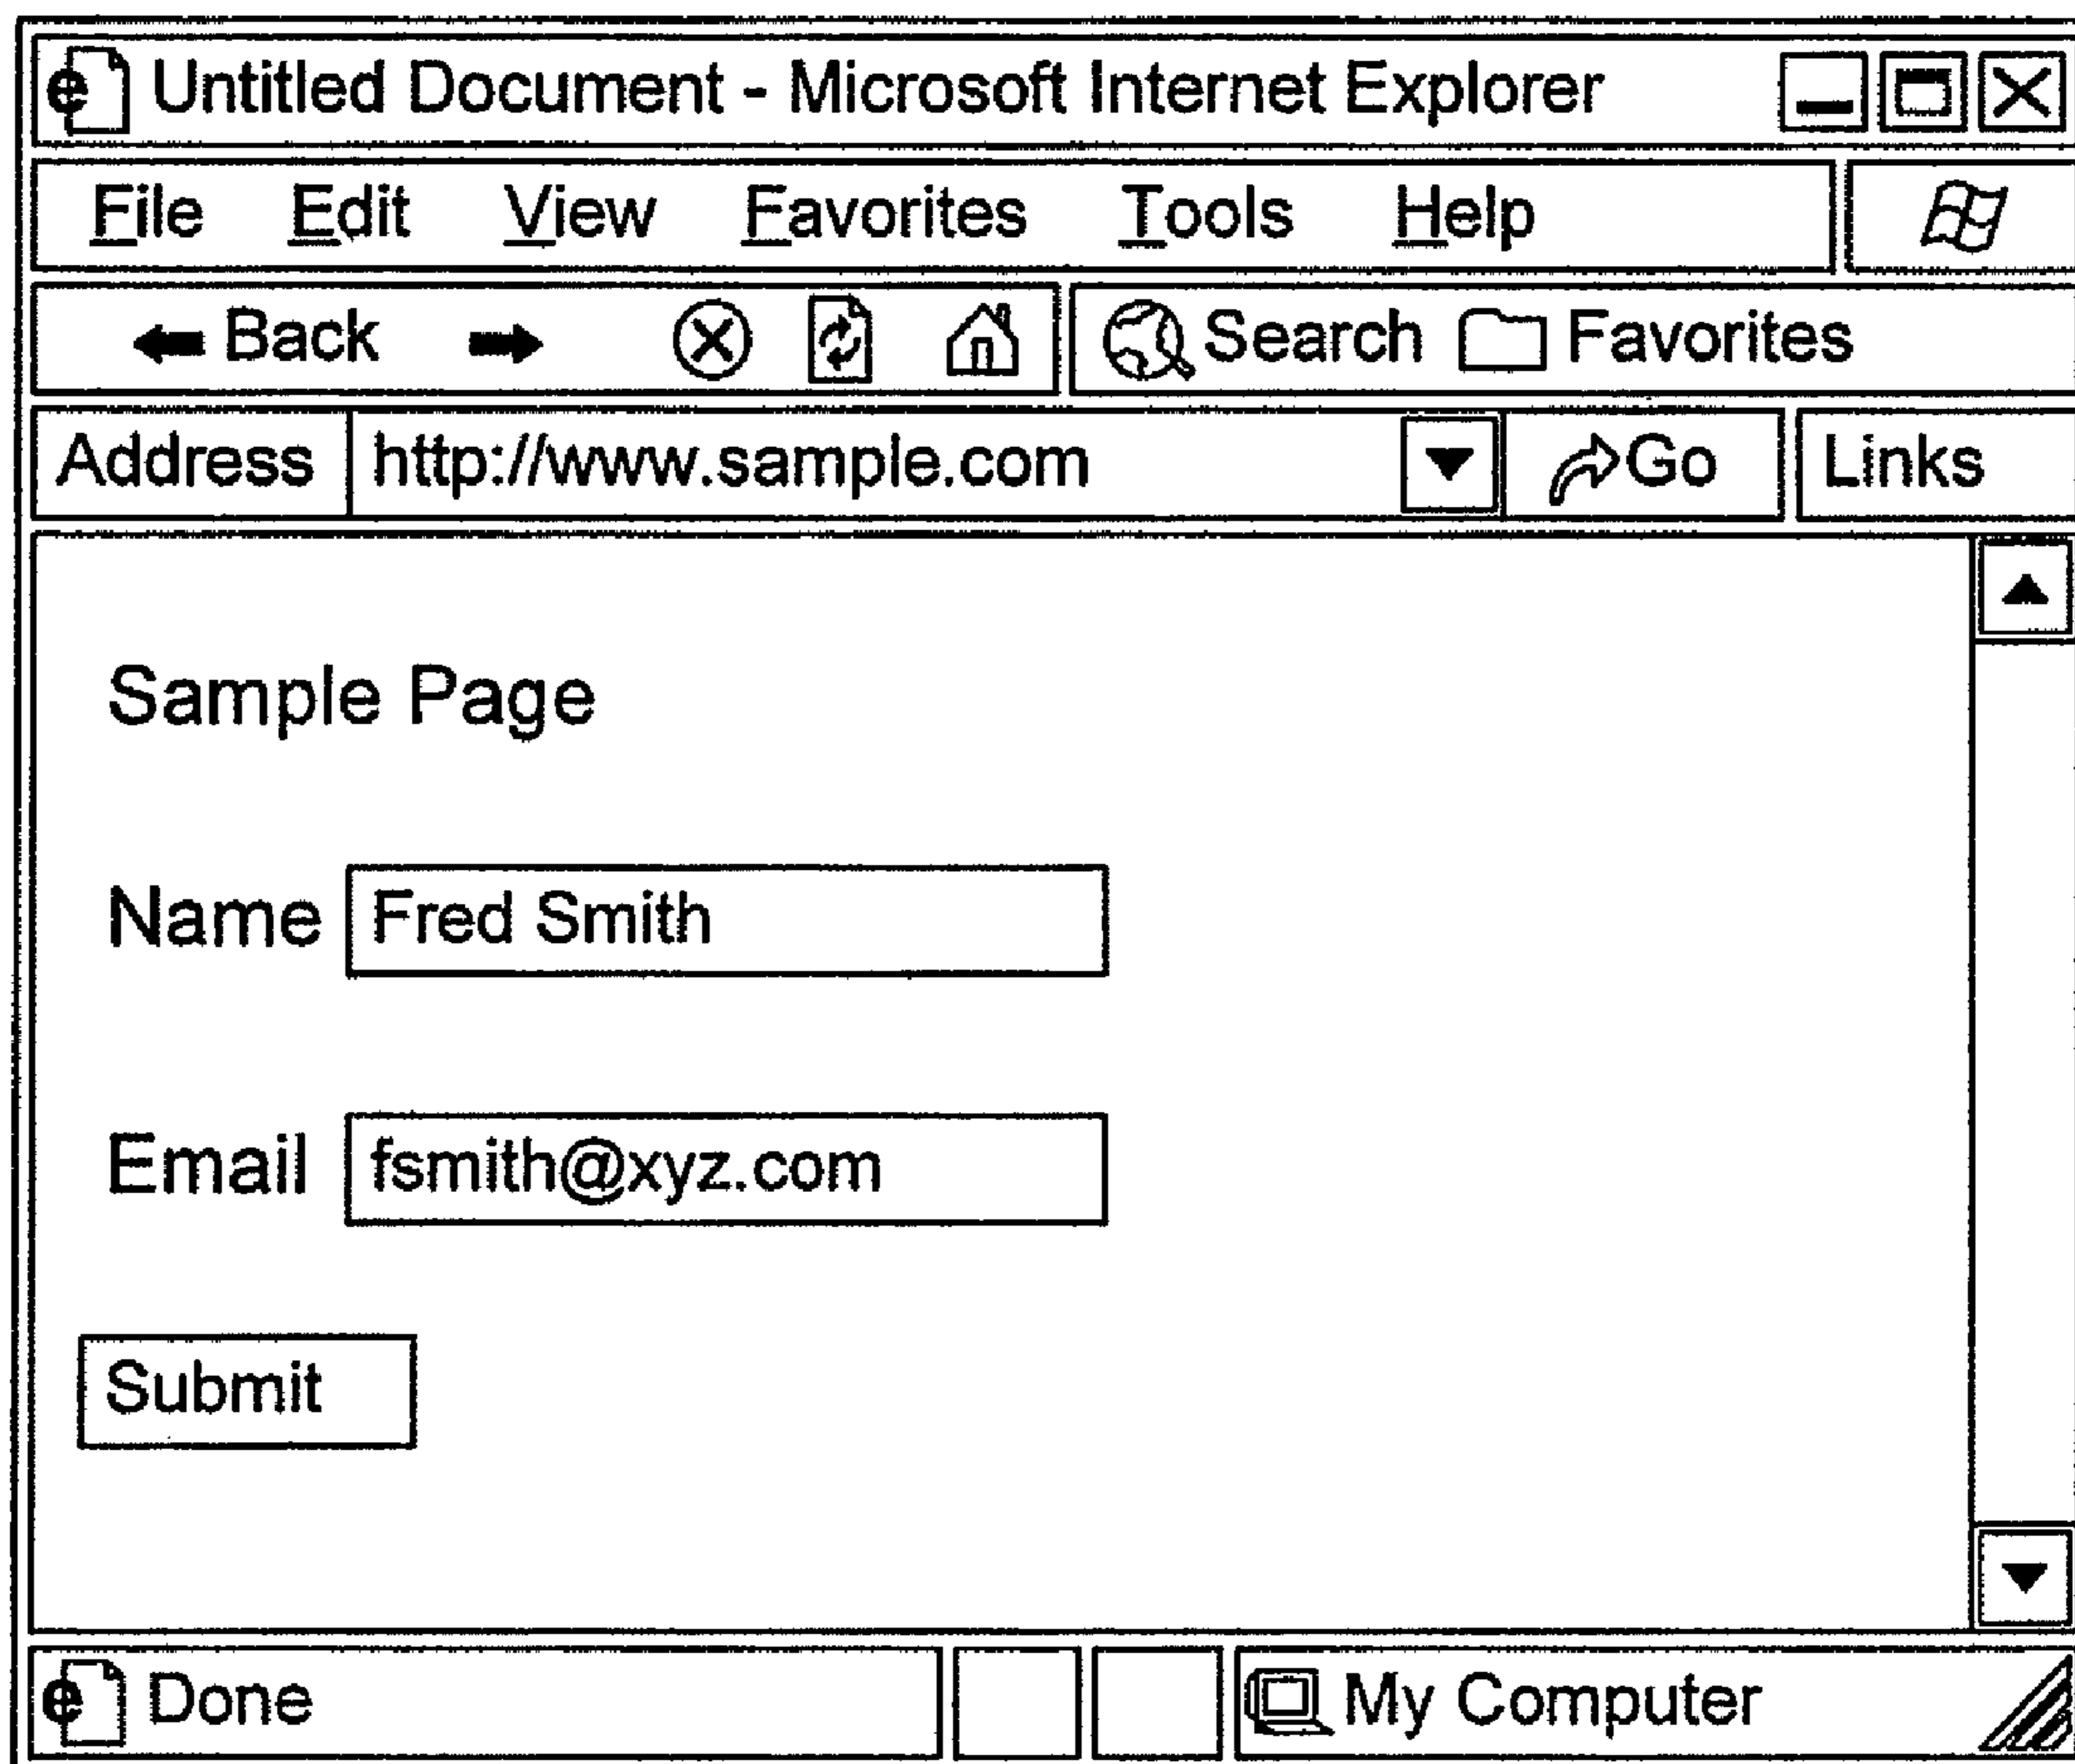 Untitled Document - Microsoft Internet Explorer
File Edit View Favorites Tools Help
Back Search Favorites
Address http://www.sample.com Go Links
Sample Page
Name Fred Smith
Email fsmith@xyz.com
Submit
Done My Computer